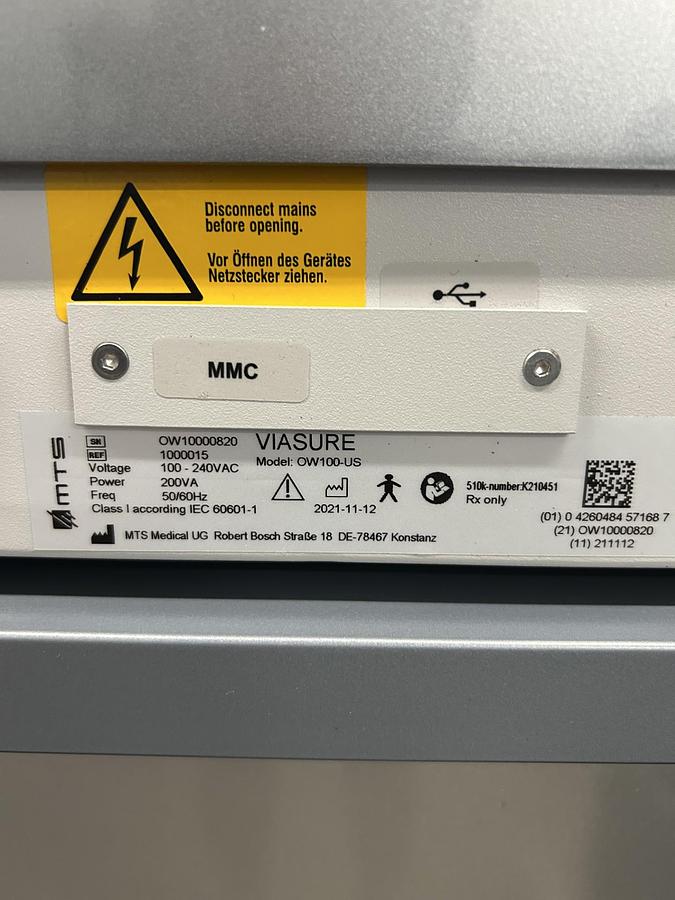 Disconnect mains
before opening.
Vor Öffnen des Gerätes
Netzstecker ziehen.
MMC
MTS
SN OW10000820
REF 1000015
Voltage 100 - 240VAC
Power 200VA
Freq 50/60Hz
Class I according IEC 60601-1
VIASURE
Model: OW100-US
2021-11-12
510k-number:K210451
Rx only
(01) 0 4260484 57168 7
(21) OW10000820
(11) 211112
MTS Medical UG Robert Bosch Straße 18 DE-78467 Konstanz